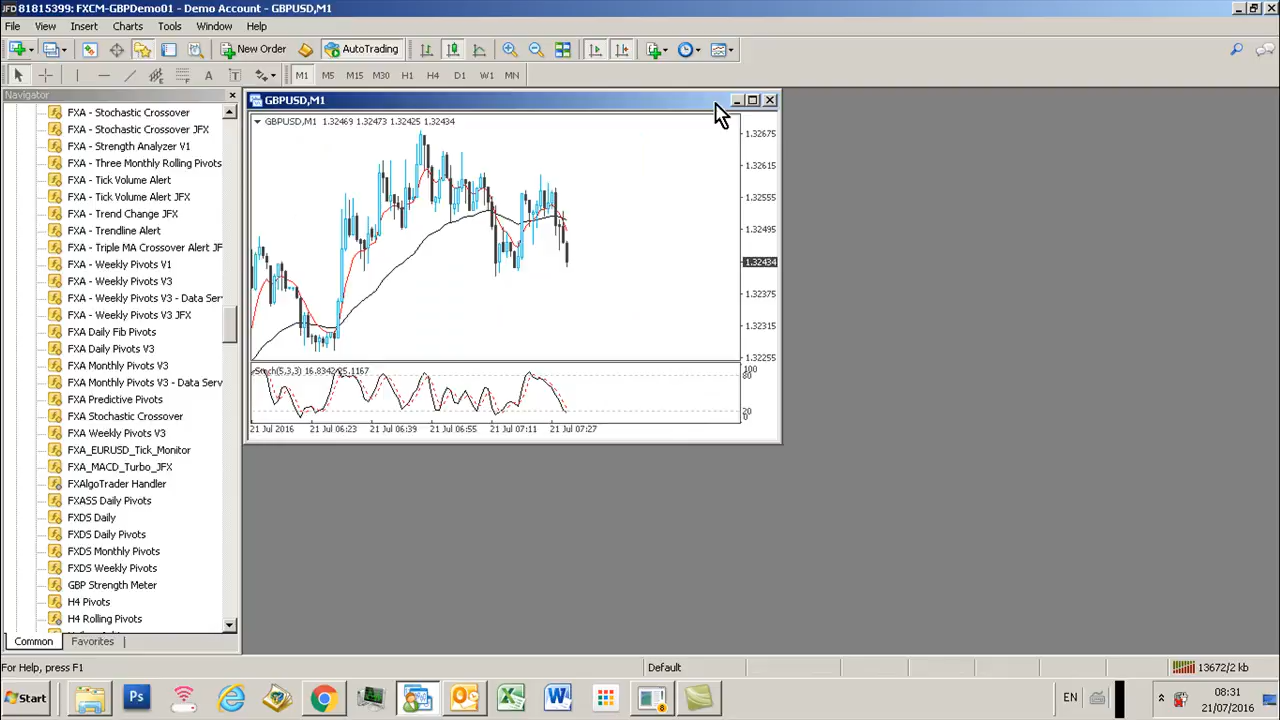 81815399: FXCM-GBPDemo01 - Demo Account - GBPUSD,M1
File View Insert Charts Tools Window Help
New Order AutoTrading
A T M1 M5 M15 M30 H1 H4 D1 W1 MN
Navigator
FXA - Stochastic Crossover
FXA - Stochastic Crossover JFX
FXA - Strength Analyzer V1
FXA - Three Monthly Rolling Pivots
FXA - Tick Volume Alert
FXA - Tick Volume Alert JFX
FXA - Trend Change JFX
FXA - Trendline Alert
FXA - Triple MA Crossover Alert JF
FXA - Weekly Pivots V1
FXA - Weekly Pivots V3
FXA - Weekly Pivots V3 - Data Ser
FXA - Weekly Pivots V3 JFX
FXA Daily Fib Pivots
FXA Daily Pivots V3
FXA Monthly Pivots V3
FXA Monthly Pivots V3 - Data Serv
FXA Predictive Pivots
FXA Stochastic Crossover
FXA Weekly Pivots V3
FXA_EURUSD_Tick_Monitor
FXA_MACD_Turbo_JFX
FXAlgoTrader Handler
FXASS Daily Pivots
FXDS Daily
FXDS Daily Pivots
FXDS Monthly Pivots
FXDS Weekly Pivots
GBP Strength Meter
H4 Pivots
H4 Rolling Pivots
Common Favorites
GBPUSD,M1
GBPUSD,M1 1.32469 1.32473 1.32425 1.32434
1.32675
1.32615
1.32555
1.32495
1.32434
1.32375
1.32315
1.32255
Stoch(5,3,3) 16.8342 25.1167
100
80
20
0
21 Jul 2016 21 Jul 06:23 21 Jul 06:39 21 Jul 06:55 21 Jul 07:11 21 Jul 07:27
For Help, press F1 Default 13672/2 kb
Start Ps 8 EN 08:31
21/07/2016